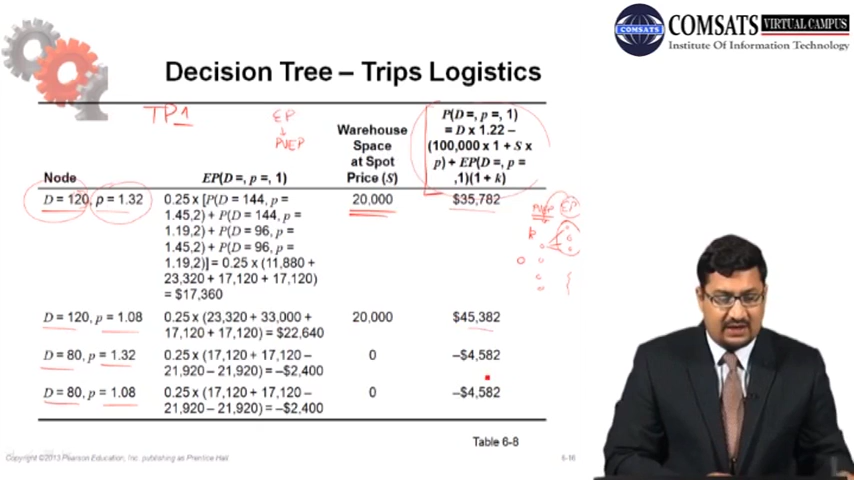 COMSATS VIRTUAL CAMPUS
COMSATS
Institute Of Information Technology
Decision Tree – Trips Logistics
TP1
EP
PVEP
Node
EP(D =, p =, 1)
Warehouse
Space
at Spot
Price (S)
P(D =, p =, 1)
= D x 1.22 –
(100,000 x 1 + S x
p) + EP(D =, p =
,1)(1 + k)
D = 120, p = 1.32
0.25 x [P(D = 144, p =
1.45,2) + P(D = 144, p =
1.19,2) + P(D = 96, p =
1.45,2) + P(D = 96, p =
1.19,2)] = 0.25 x (11,880 +
23,320 + 17,120 + 17,120)
= $17,360
20,000
$35,782
PVEP EP
k
0
D = 120, p = 1.08
0.25 x (23,320 + 33,000 +
17,120 + 17,120) = $22,640
20,000
$45,382
D = 80, p = 1.32
0.25 x (17,120 + 17,120 –
21,920 – 21,920) = –$2,400
0
–$4,582
D = 80, p = 1.08
0.25 x (17,120 + 17,120 –
21,920 – 21,920) = –$2,400
0
–$4,582
Table 6-8
Copyright ©2013 Pearson Education, Inc. publishing as Prentice Hall
6-16